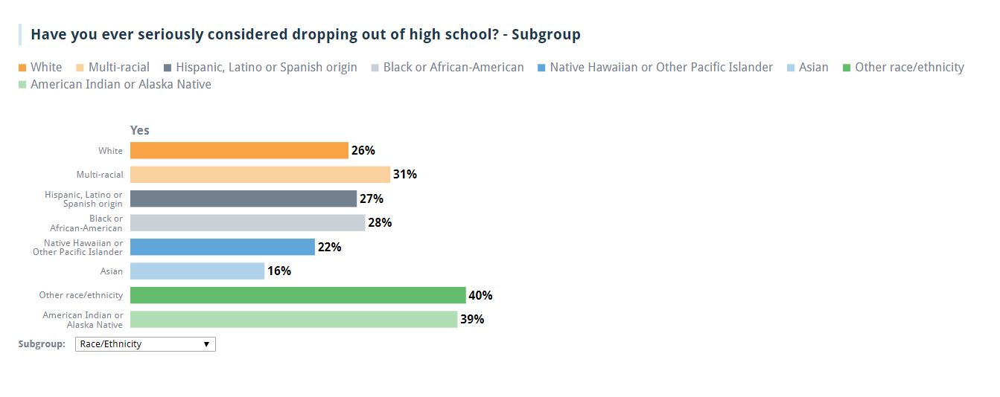 Have you ever seriously considered dropping out of high school? - Subgroup
White Multi-racial Hispanic, Latino or Spanish origin Black or African-American Native Hawaiian or Other Pacific Islander Asian Other race/ethnicity
American Indian or Alaska Native
Yes
White 26%
Multi-racial 31%
Hispanic, Latino or
Spanish origin 27%
Black or
African-American 28%
Native Hawaiian or
Other Pacific Islander 22%
Asian 16%
Other race/ethnicity 40%
American Indian or
Alaska Native 39%
Subgroup: Race/Ethnicity